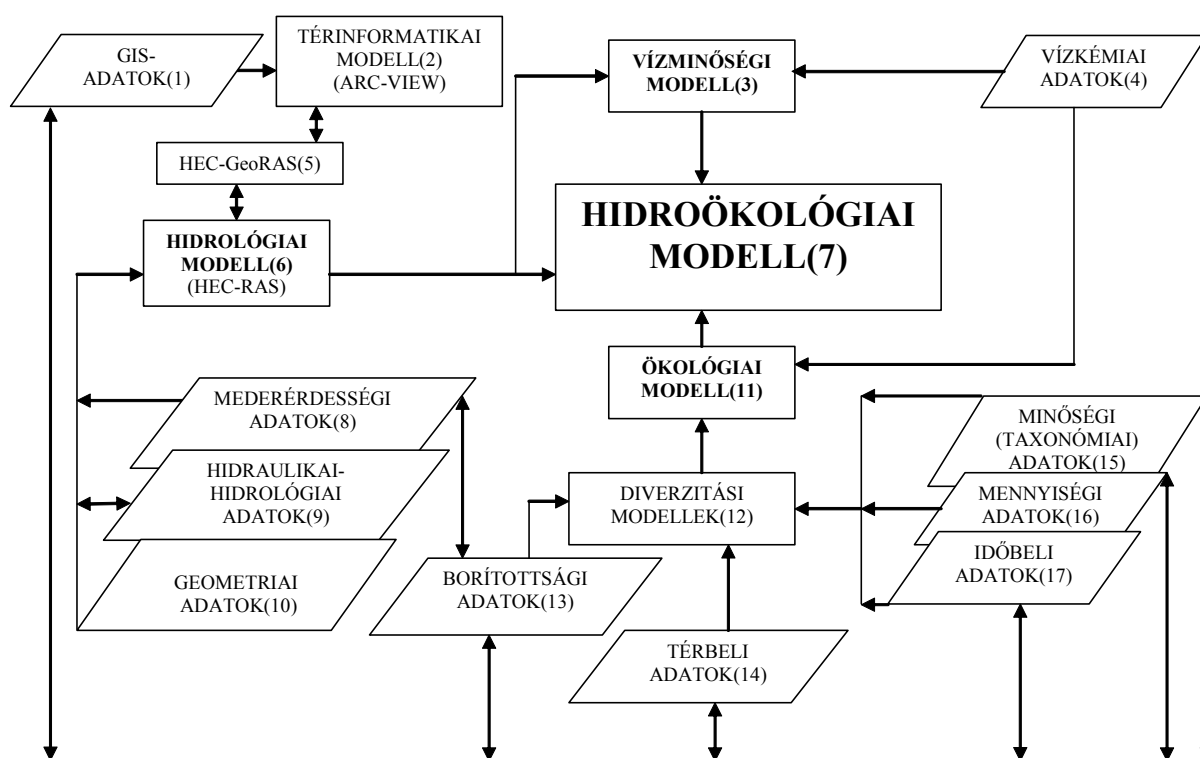 GIS-
ADATOK(1)
TÉRINFORMATIKAI
MODELL(2)
(ARC-VIEW)
VÍZMINŐSÉGI
MODELL(3)
VÍZKÉMIAI
ADATOK(4)
HEC-GeoRAS(5)
HIDROLÓGIAI
MODELL(6)
(HEC-RAS)
HIDROÖKOLÓGIAI
MODELL(7)
ÖKOLÓGIAI
MODELL(11)
MEDERÉRDESSÉGI
ADATOK(8)
HIDRAULIKAI-
HIDROLÓGIAI
ADATOK(9)
GEOMETRIAI
ADATOK(10)
BORÍTOTTSÁGI
ADATOK(13)
DIVERZITÁSI
MODELLEK(12)
TÉRBELI
ADATOK(14)
MINŐSÉGI
(TAXONÓMIAI)
ADATOK(15)
MENNYISÉGI
ADATOK(16)
IDŐBELI
ADATOK(17)